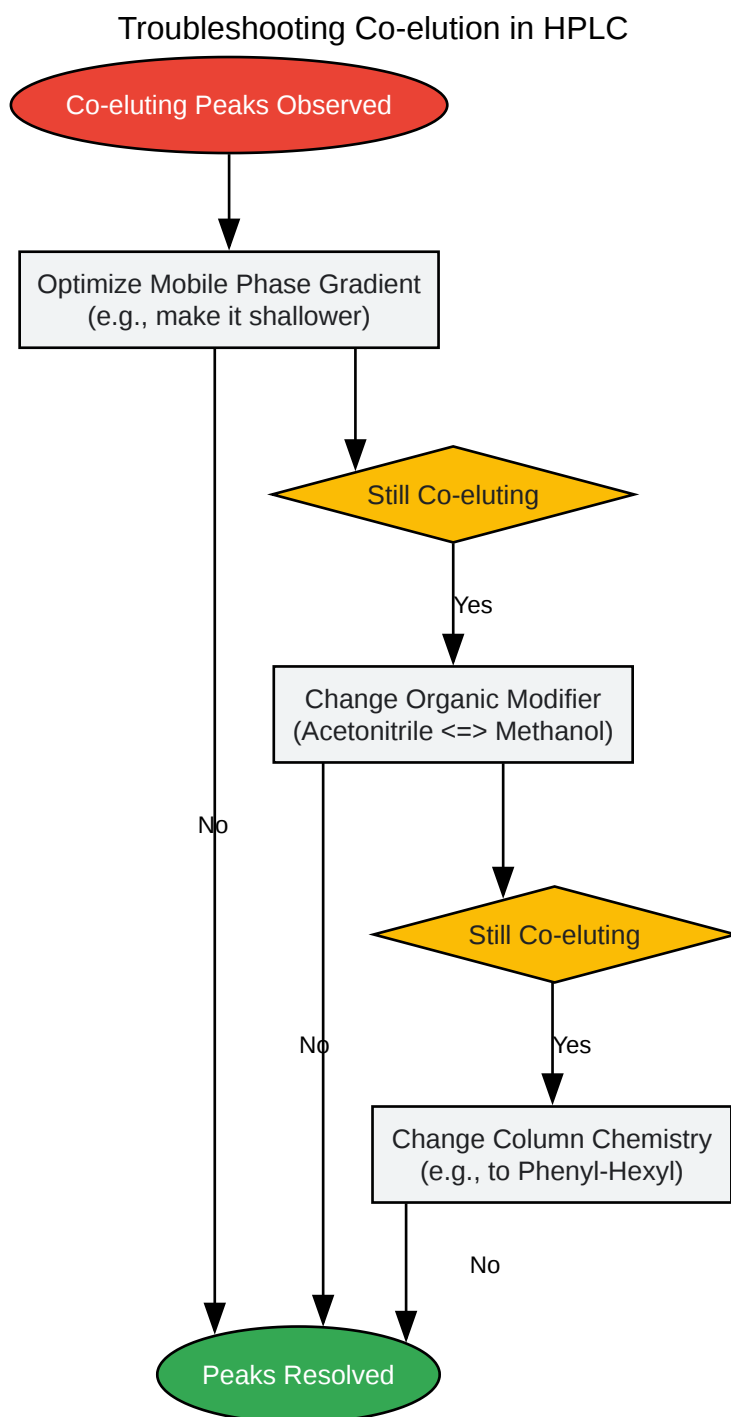 Troubleshooting Co-elution in HPLC
Co-eluting Peaks Observed
Optimize Mobile Phase Gradient
(e.g., make it shallower)
Still Co-eluting
Yes
Change Organic Modifier
(Acetonitrile <=> Methanol)
No
Still Co-eluting
No
Yes
Change Column Chemistry
(e.g., to Phenyl-Hexyl)
No
Peaks Resolved